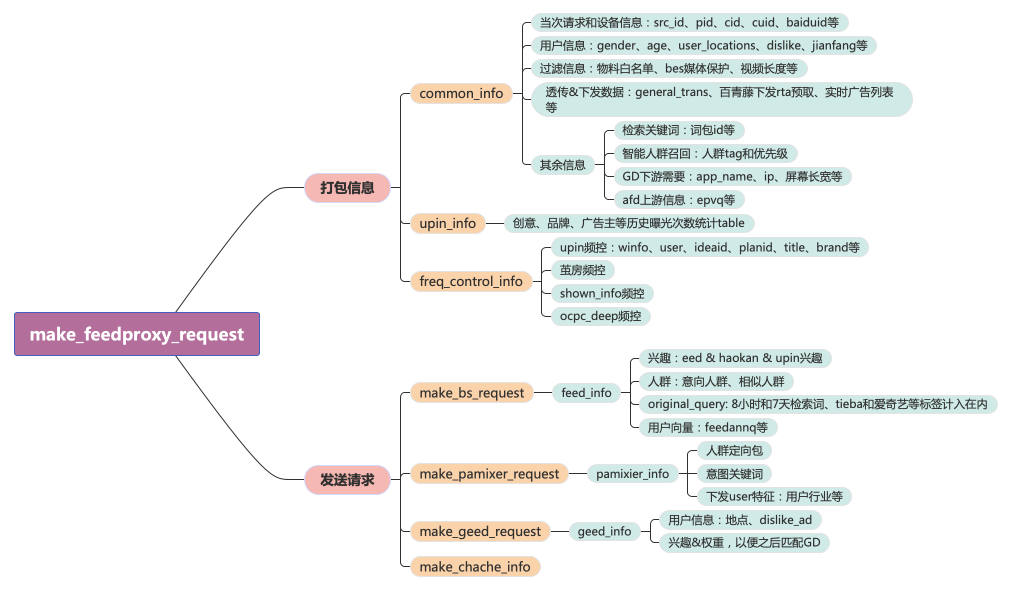 make_feedproxy_request
打包信息
common_info
当次请求和设备信息：src_id、pid、cid、cuid、baiduid等
用户信息：gender、age、user_locations、dislike、jianfang等
过滤信息：物料白名单、bes媒体保护、视频长度等
透传&下发数据：general_trans、百青藤下发rta预取、实时广告列表
等
其余信息
检索关键词：词包id等
智能人群召回：人群tag和优先级
GD下游需要：app_name、ip、屏幕长宽等
afd上游信息：epvq等
upin_info
创意、品牌、广告主等历史曝光次数统计table
freq_control_info
upin频控：winfo、user、ideaid、planid、title、brand等
茧房频控
shown_info频控
ocpc_deep频控
发送请求
make_bs_request
feed_info
兴趣：eed & haokan & upin兴趣
人群：意向人群、相似人群
original_query: 8小时和7天检索词、tieba和爱奇艺等标签计入在内
用户向量：feedannq等
make_pamixer_request
pamixier_info
人群定向包
意图关键词
下发user特征：用户行业等
make_geed_request
geed_info
用户信息：地点、dislike_ad
兴趣&权重，以便之后匹配GD
make_chache_info